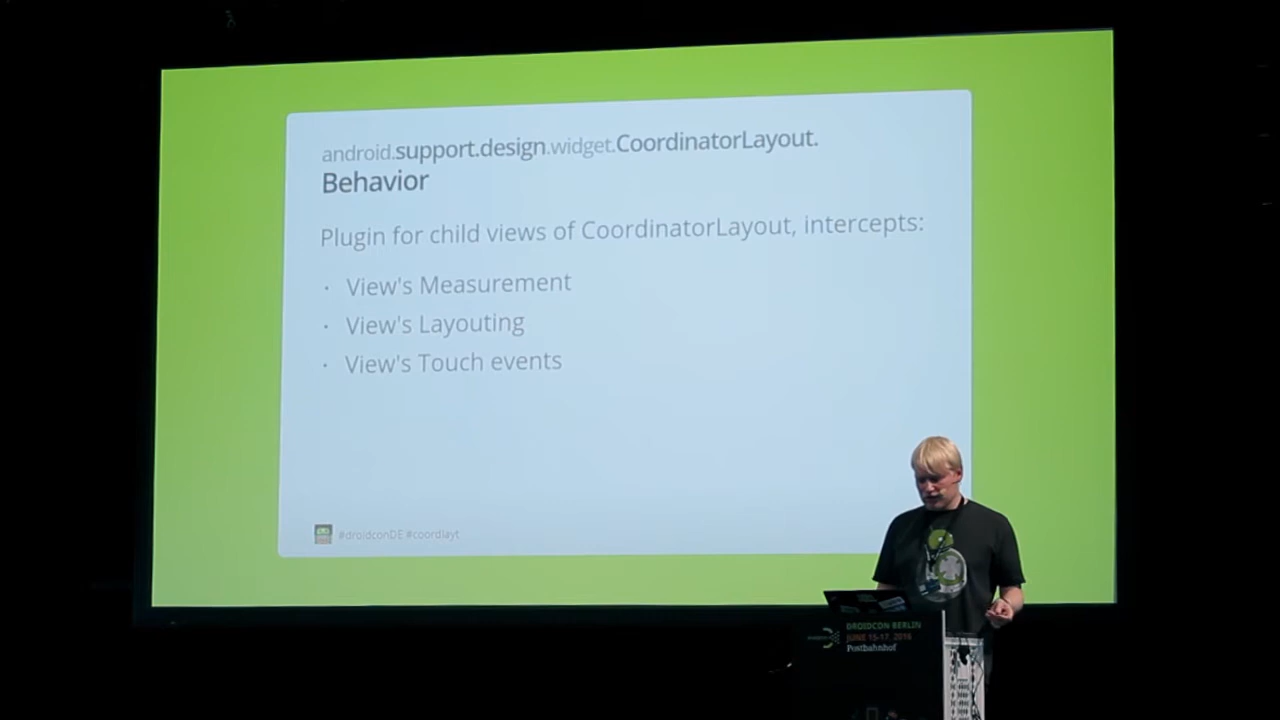 android.support.design.widget.CoordinatorLayout.
Behavior
Plugin for child views of CoordinatorLayout, intercepts:
· View's Measurement
· View's Layouting
· View's Touch events
#droidconDE #coordlayt
DROIDCON BERLIN
JUNE 15-17, 2016
Postbahnhof